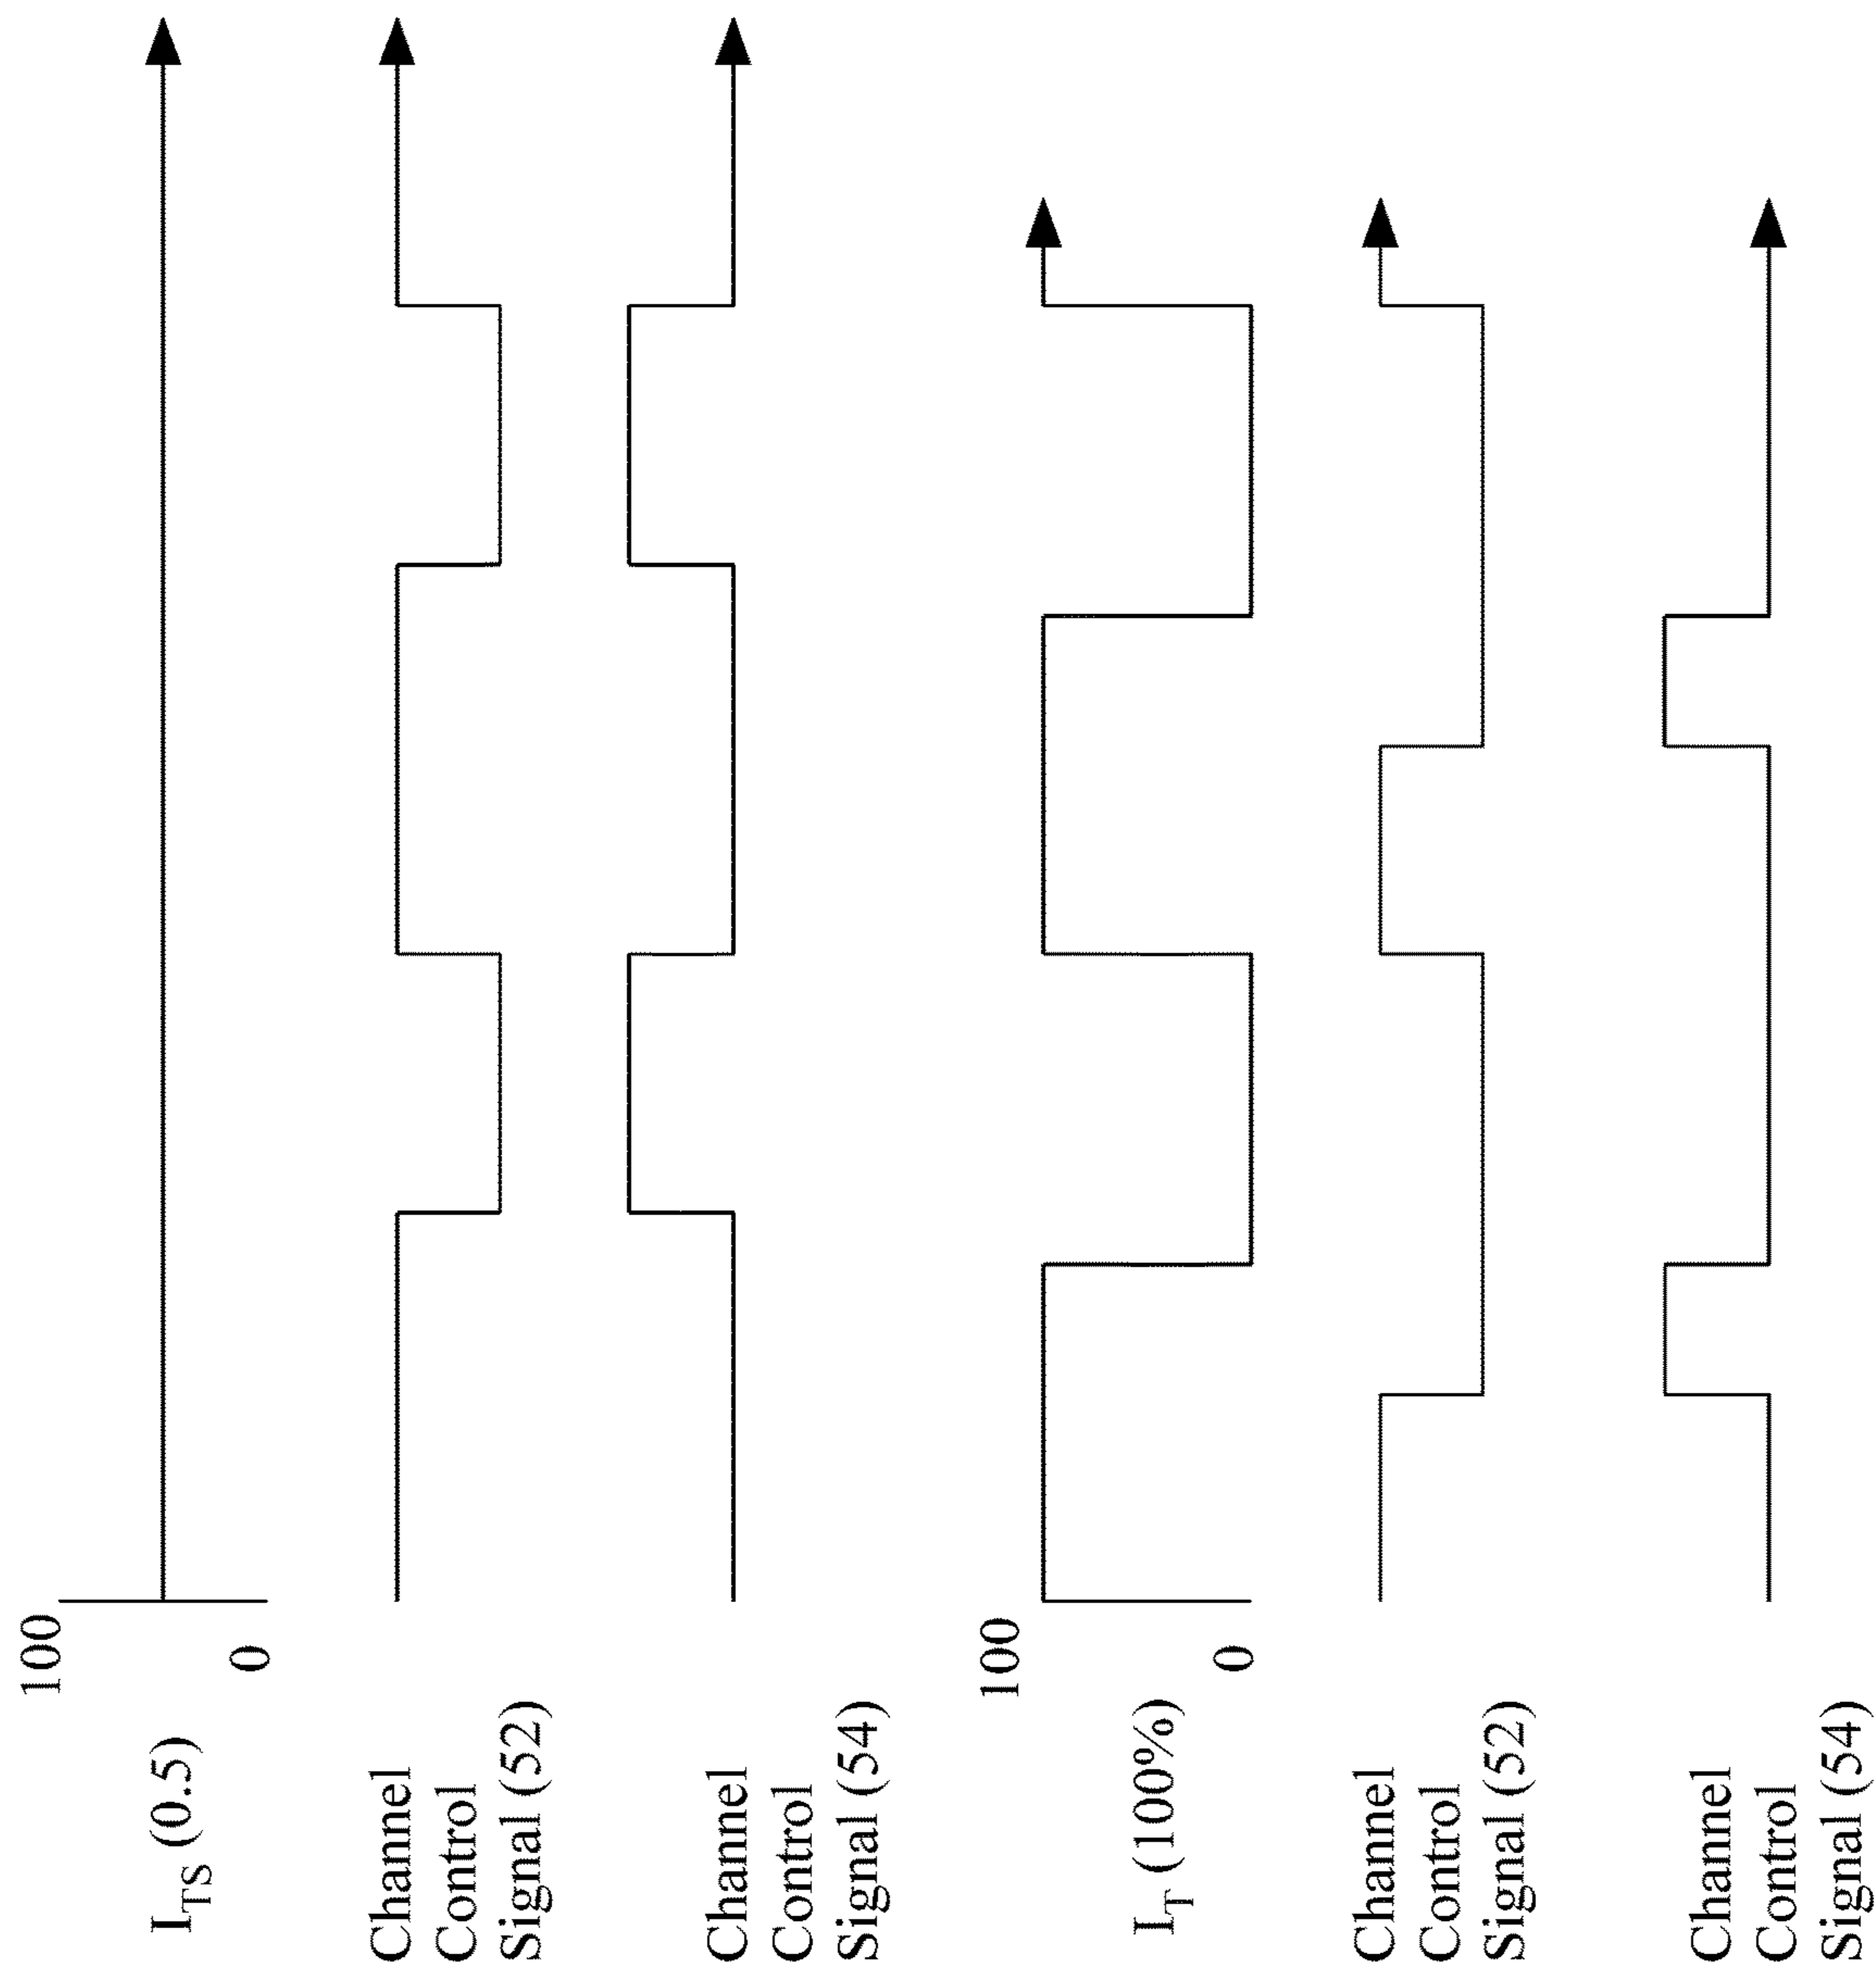 100
I_TS (0.5)
0
Channel
Control
Signal (52)
Channel
Control
Signal (54)
100
I_T (100%)
0
Channel
Control
Signal (52)
Channel
Control
Signal (54)